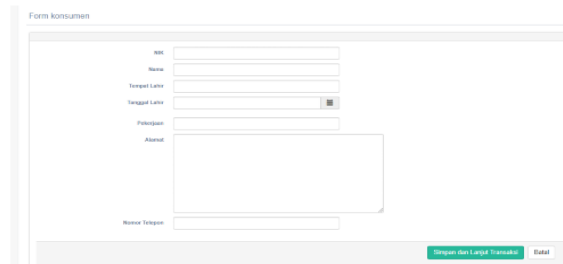 Form konsumen
NIK
Nama
Tempat Lahir
Tanggal Lahir
Pekerjaan
Alamat
Nomor Telepon
Simpan dan Lanjut Transaksi Batal